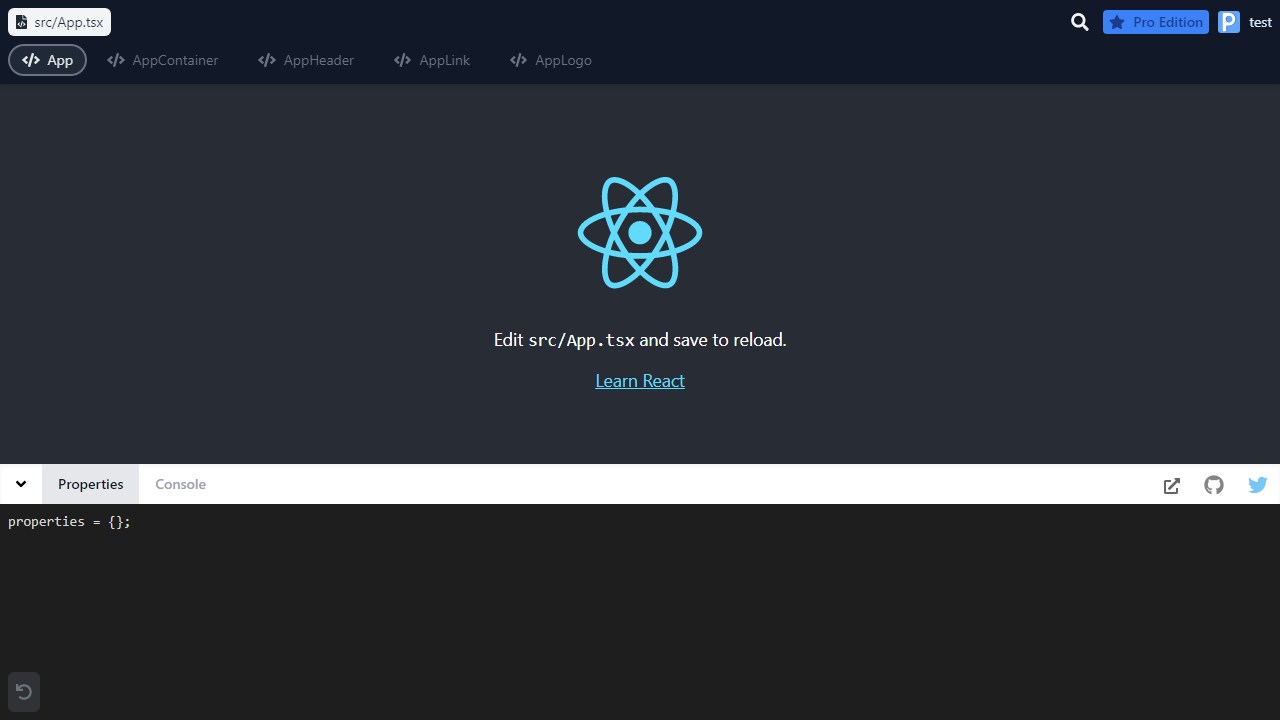 src/App.tsx
Pro Edition
test
App
AppContainer
AppHeader
AppLink
AppLogo
Edit src/App.tsx and save to reload.
Learn React
Properties
Console
properties = {};